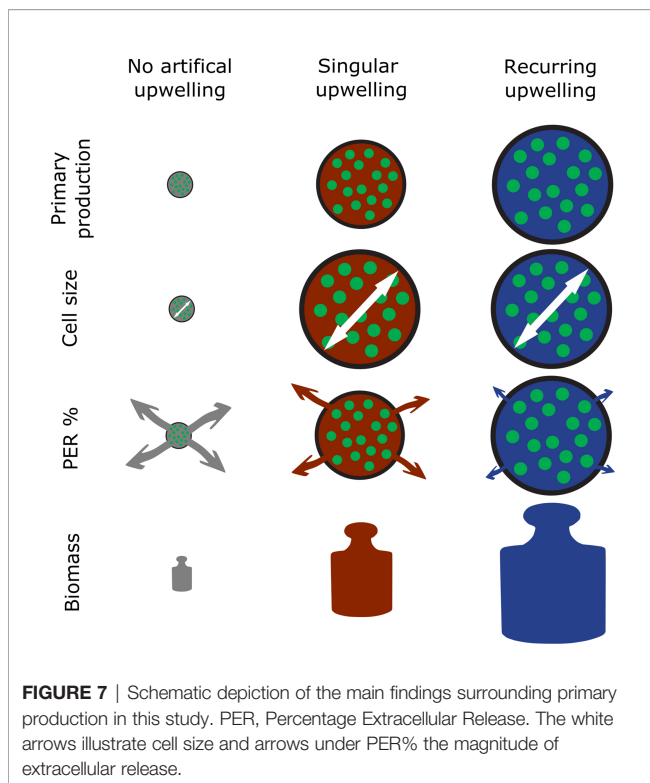 No artifical
upwelling
Singular
upwelling
Recurring
upwelling
Primary
production
Cell size
PER %
Biomass
FIGURE 7 | Schematic depiction of the main findings surrounding primary
production in this study. PER, Percentage Extracellular Release. The white
arrows illustrate cell size and arrows under PER% the magnitude of
extracellular release.